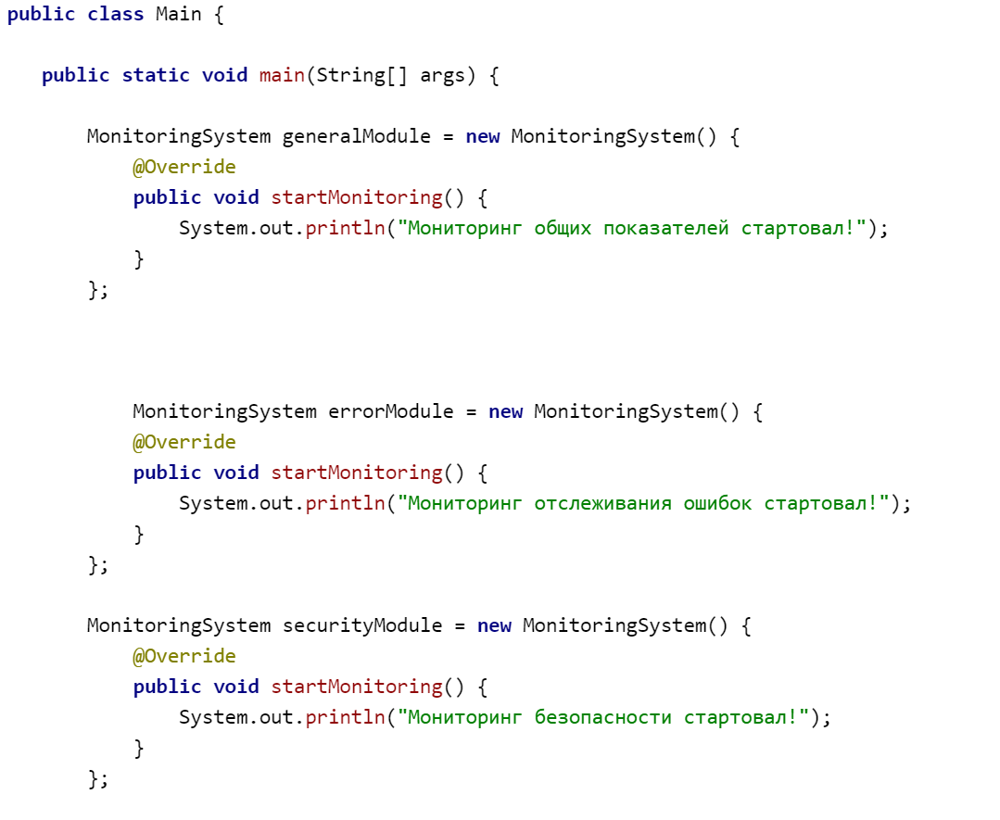 public class Main {
public static void main(String[] args) {
MonitoringSystem generalModule = new MonitoringSystem() {
@Override
public void startMonitoring() {
System.out.println("Мониторинг общих показателей стартовал!");
}
};
MonitoringSystem errorModule = new MonitoringSystem() {
@Override
public void startMonitoring() {
System.out.println("Мониторинг отслеживания ошибок стартовал!");
}
};
MonitoringSystem securityModule = new MonitoringSystem() {
@Override
public void startMonitoring() {
System.out.println("Мониторинг безопасности стартовал!");
}
};